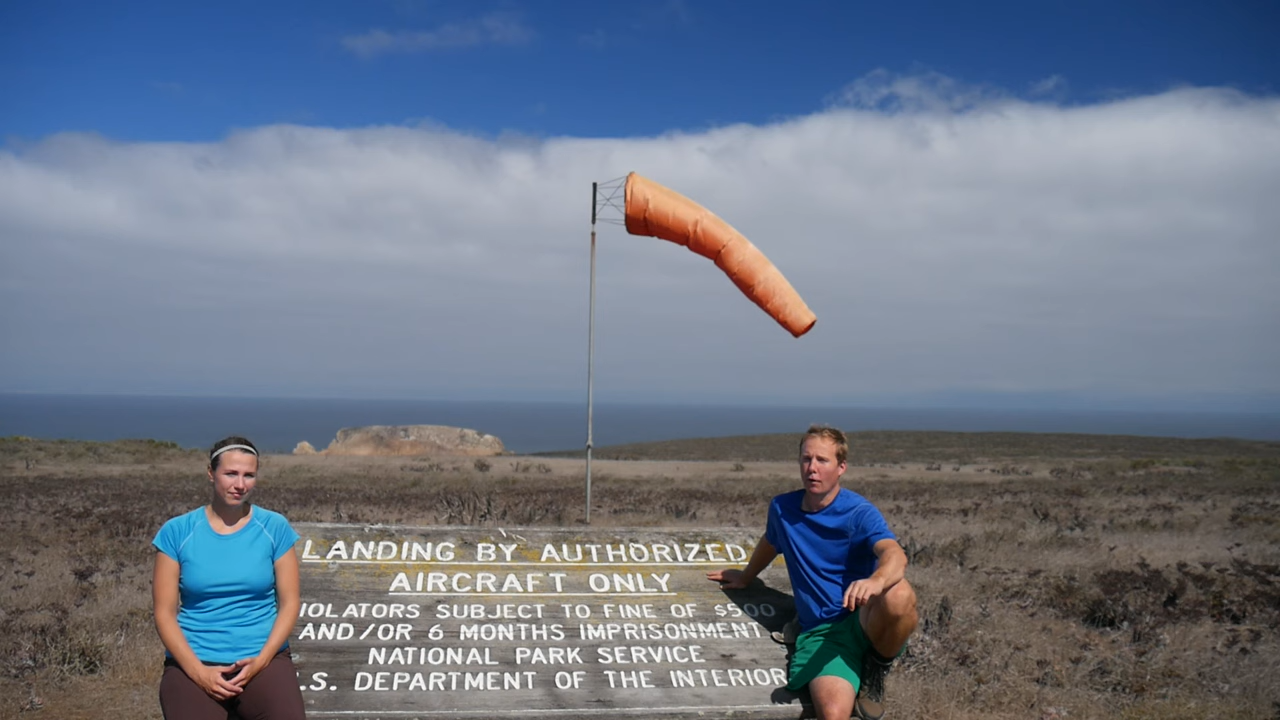 LANDING BY AUTHORIZED
AIRCRAFT ONLY
IOLATORS SUBJECT TO FINE OF $500
AND/OR 6 MONTHS IMPRISONMENT
NATIONAL PARK SERVICE
.S. DEPARTMENT OF THE INTERIOR